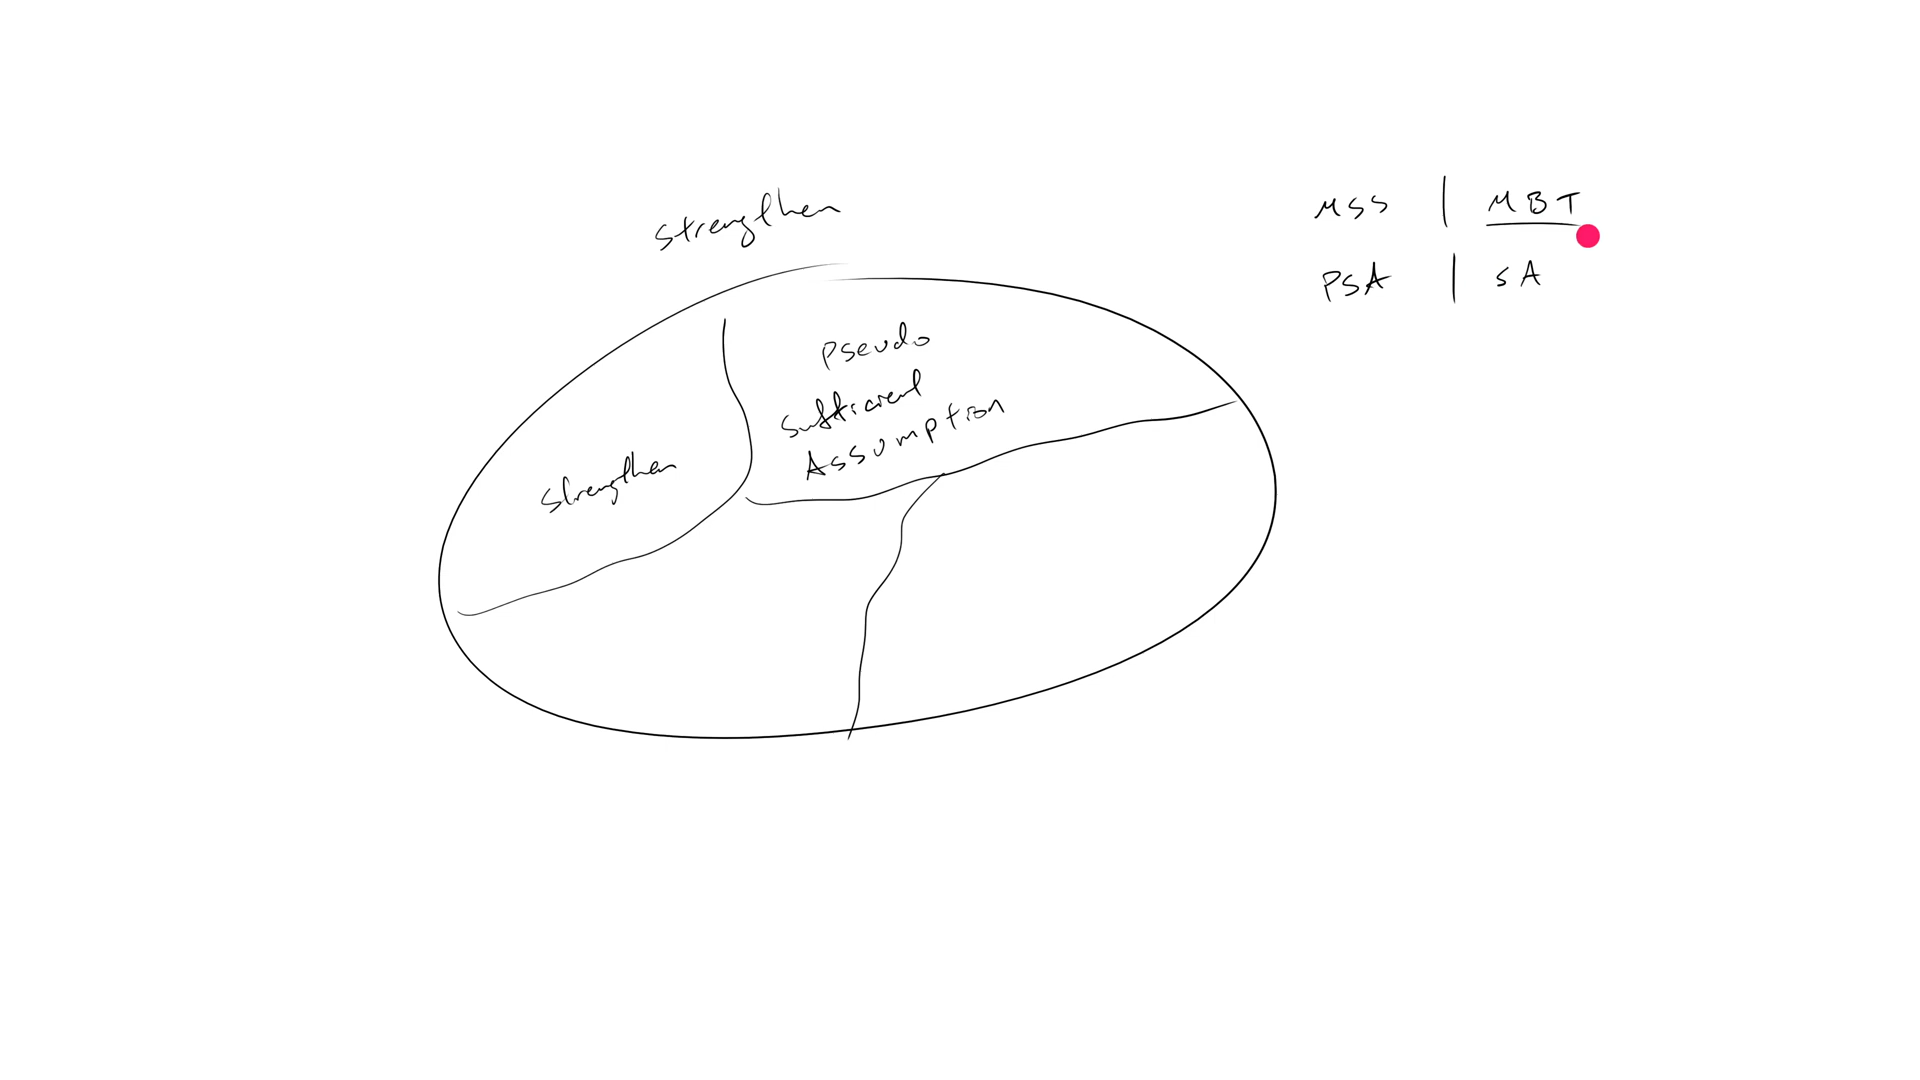 strengthen
MSS | MBT
PSA | SA
Pseudo
Sufficient
Assumption
strengthen